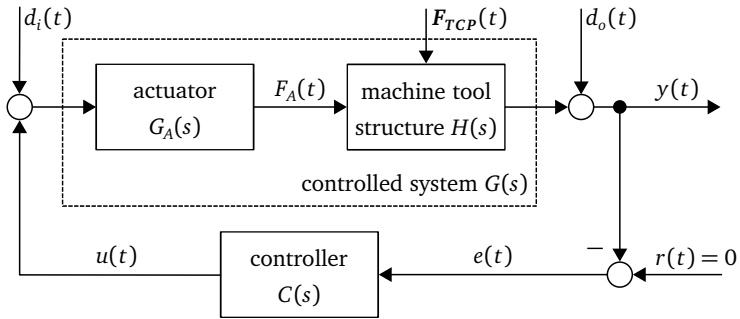 d_i(t)
F_TCP(t)
d_o(t)
actuator
G_A(s)
F_A(t)
machine tool
structure H(s)
y(t)
controlled system G(s)
−
u(t)
controller
C(s)
e(t)
r(t) = 0